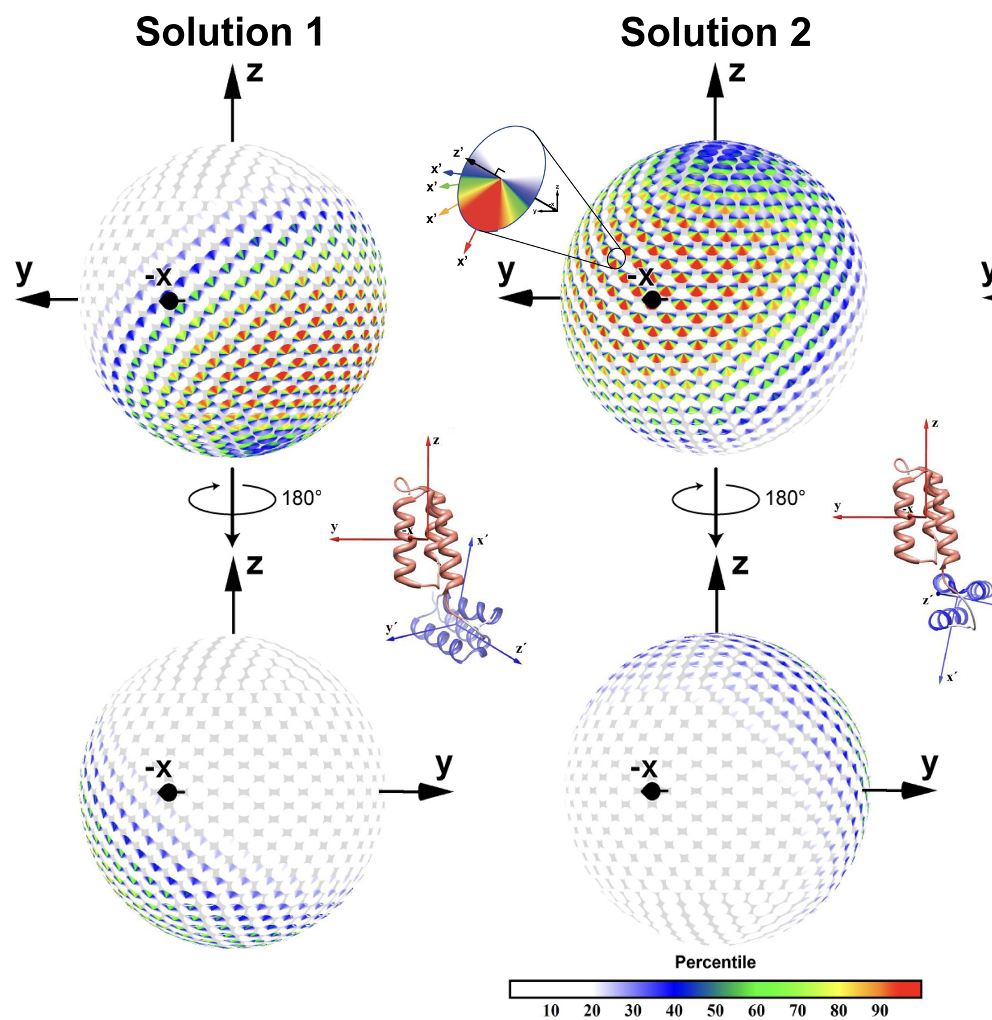 Solution 1
Solution 2
z
z
z'
x'
x'
x'
x'
z
y
-x
y
-x
y
-x
y
180°
180°
z
y
-x
x'
y'
z'
z
y
-x
z'
x'
z
z
-x
y
-x
y
Percentile
10 20 30 40 50 60 70 80 90